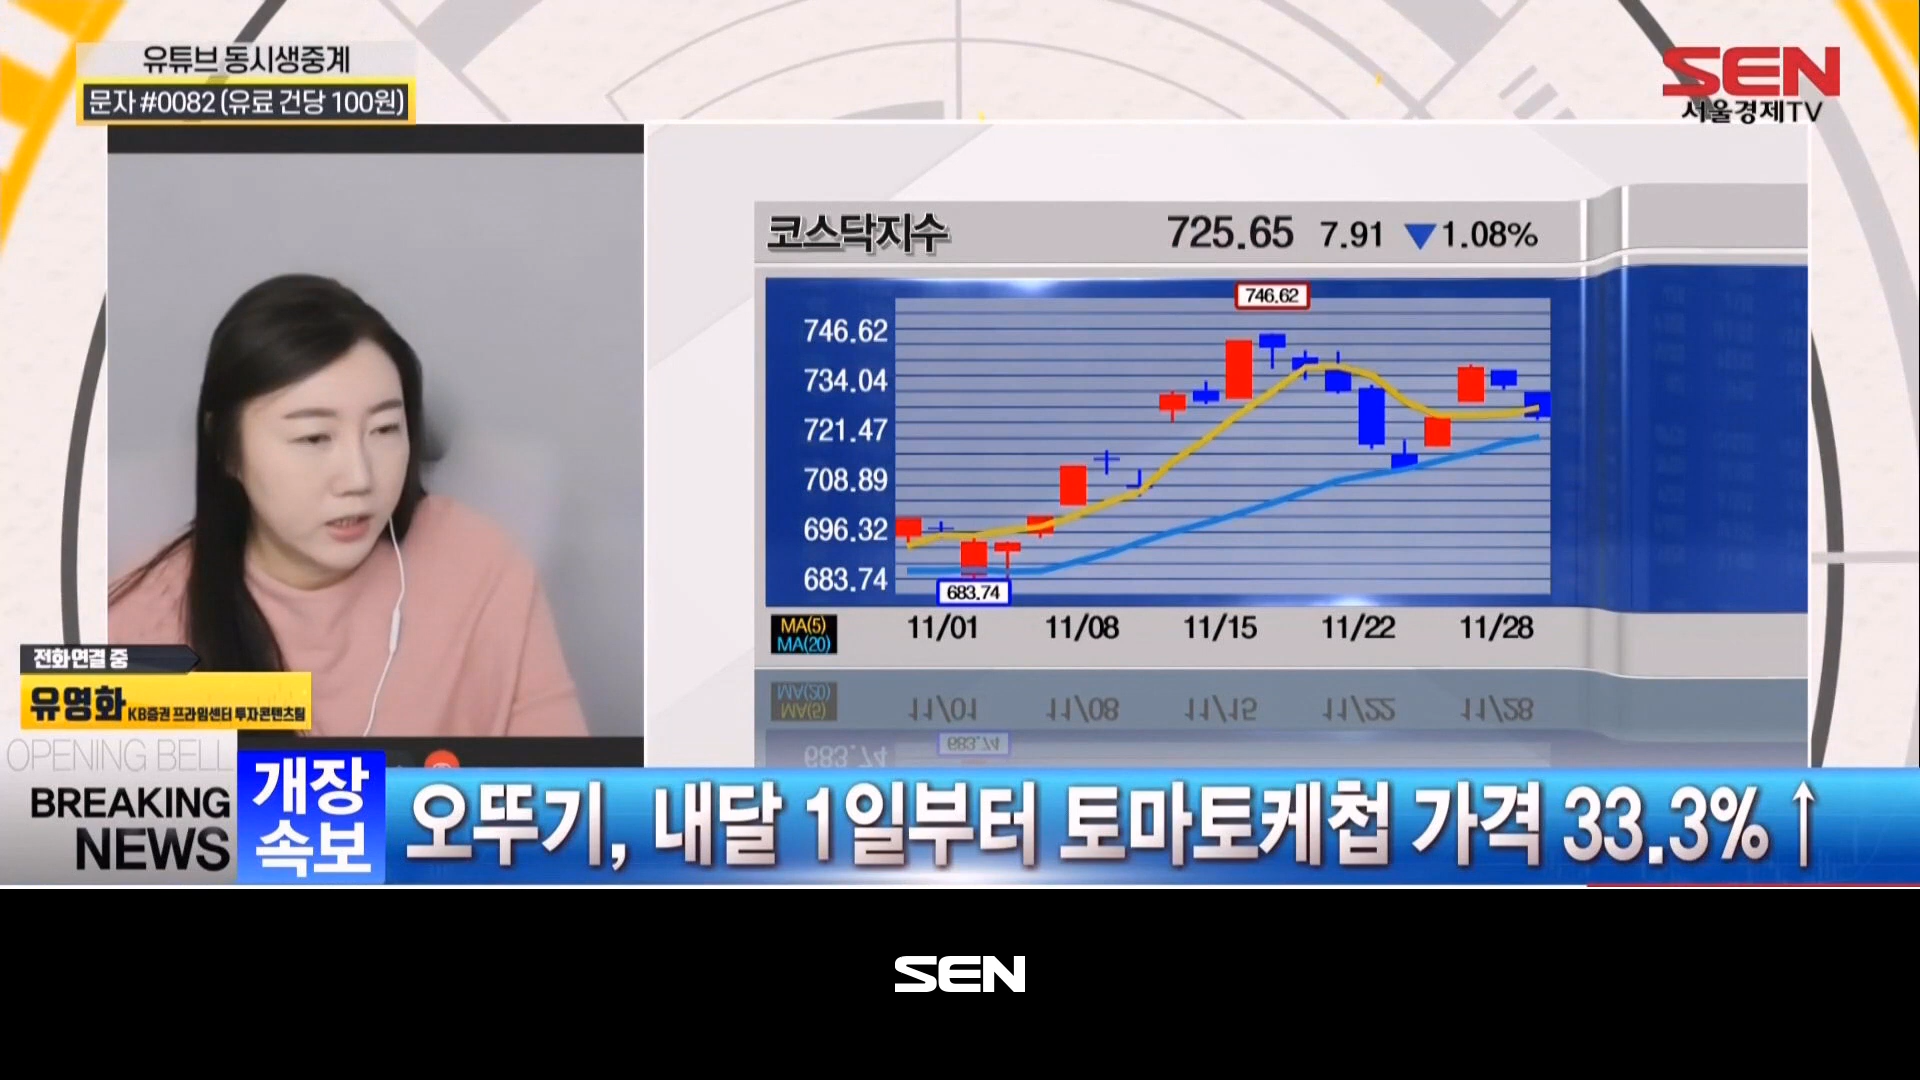 유튜브 동시생중계
문자 #0082 (유료 건당 100원)
SEN
서울경제TV
코스닥지수 725.65 7.91 ▼1.08%
746.62
746.62
734.04
721.47
708.89
696.32
683.74
683.74
MA(5)
MA(20)
11/01 11/08 11/15 11/22 11/28
전화연결 중
유영화 KB증권 프라임센터 투자콘텐츠팀
OPENING BELL
BREAKING
NEWS
개장
속보
오뚜기, 내달 1일부터 토마토케첩 가격 33.3%↑
SEN